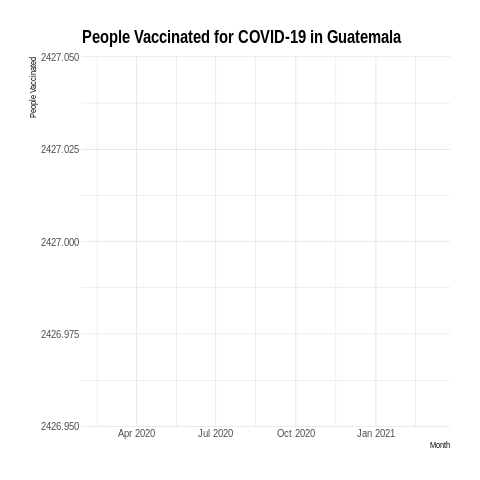 People Vaccinated for COVID-19 in Guatemala
People Vaccinated
2427.050
2427.025
2427.000
2426.975
2426.950
Apr 2020 Jul 2020 Oct 2020 Jan 2021
Month